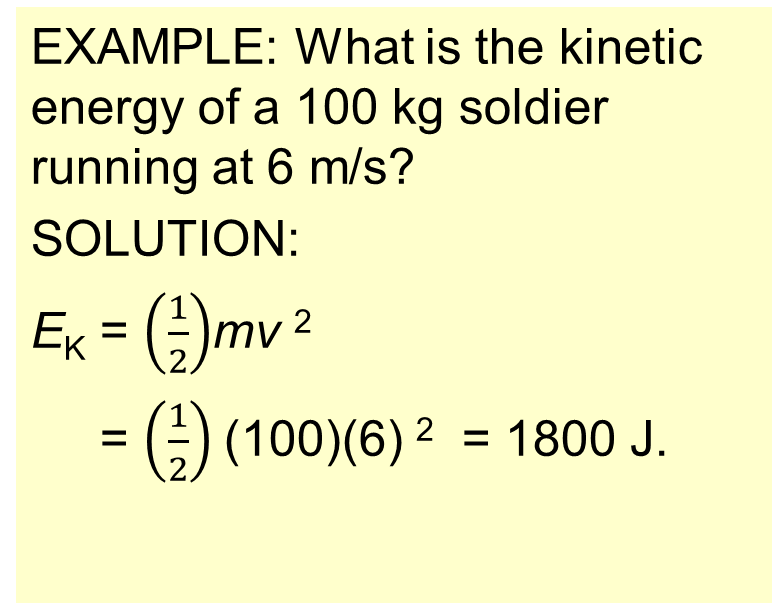 EXAMPLE: What is the kinetic
energy of a 100 kg soldier
running at 6 m/s?
SOLUTION:
E_K = (1/2)mv ²
= (1/2) (100)(6) ² = 1800 J.